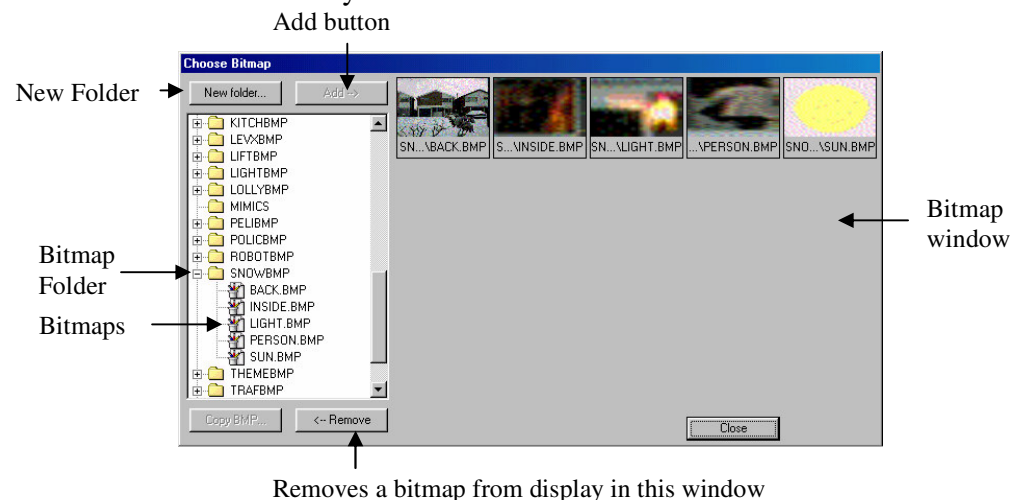 Add button
Choose Bitmap
New Folder
New folder...
Add -->
KITCHBMP
LEVXBMP
LIFTBMP
LIGHTBMP
LOLLYBMP
MIMICS
PELIBMP
POLICBMP
ROBOTBMP
SNOWBMP
BACK.BMP
INSIDE.BMP
LIGHT.BMP
PERSON.BMP
SUN.BMP
THEMEBMP
TRAFBMP
SN...\BACK.BMP
S...\INSIDE.BMP
SN...\LIGHT.BMP
...\PERSON.BMP
SNO...\SUN.BMP
Bitmap
window
Bitmap
Folder
Bitmaps
Copy BMP...
<-- Remove
Close
Removes a bitmap from display in this window